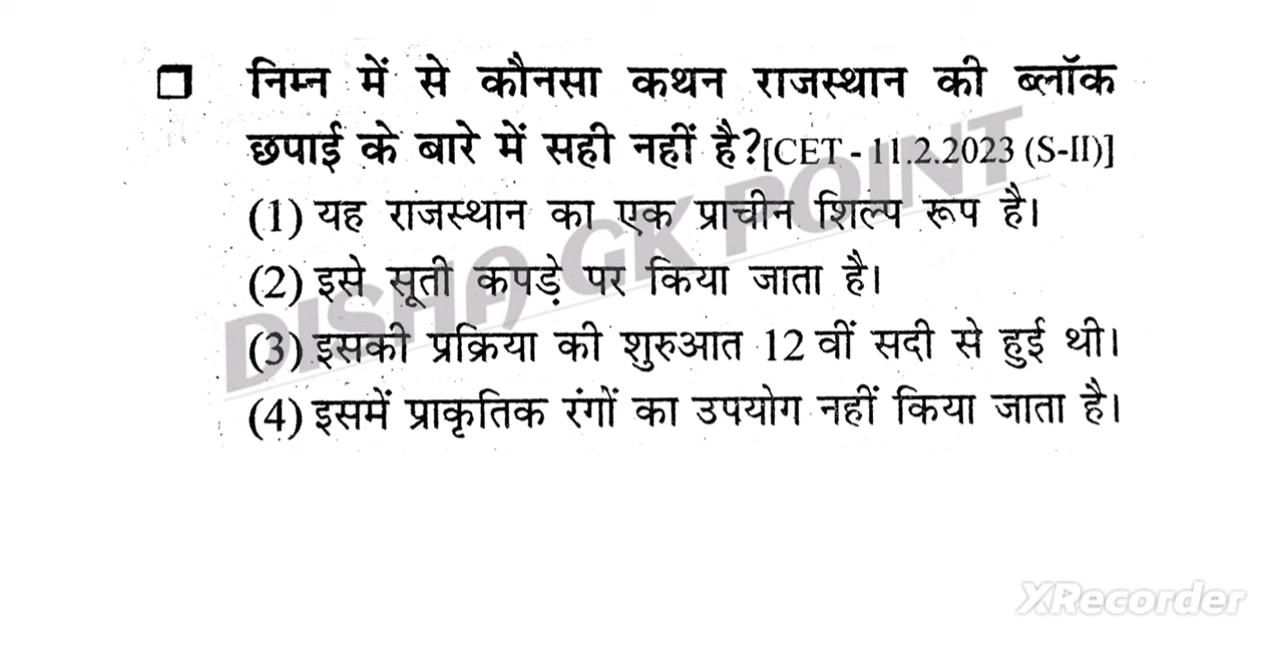 निम्न में से कौनसा कथन राजस्थान की ब्लॉक
छपाई के बारे में सही नहीं है?[CET - 11.2.2023 (S-II)]
(1) यह राजस्थान का एक प्राचीन शिल्प रूप है।
(2) इसे सूती कपड़े पर किया जाता है।
(3) इसकी प्रक्रिया की शुरुआत 12 वीं सदी से हुई थी।
(4) इसमें प्राकृतिक रंगों का उपयोग नहीं किया जाता है।
DISHA GK POINT
XRecorder